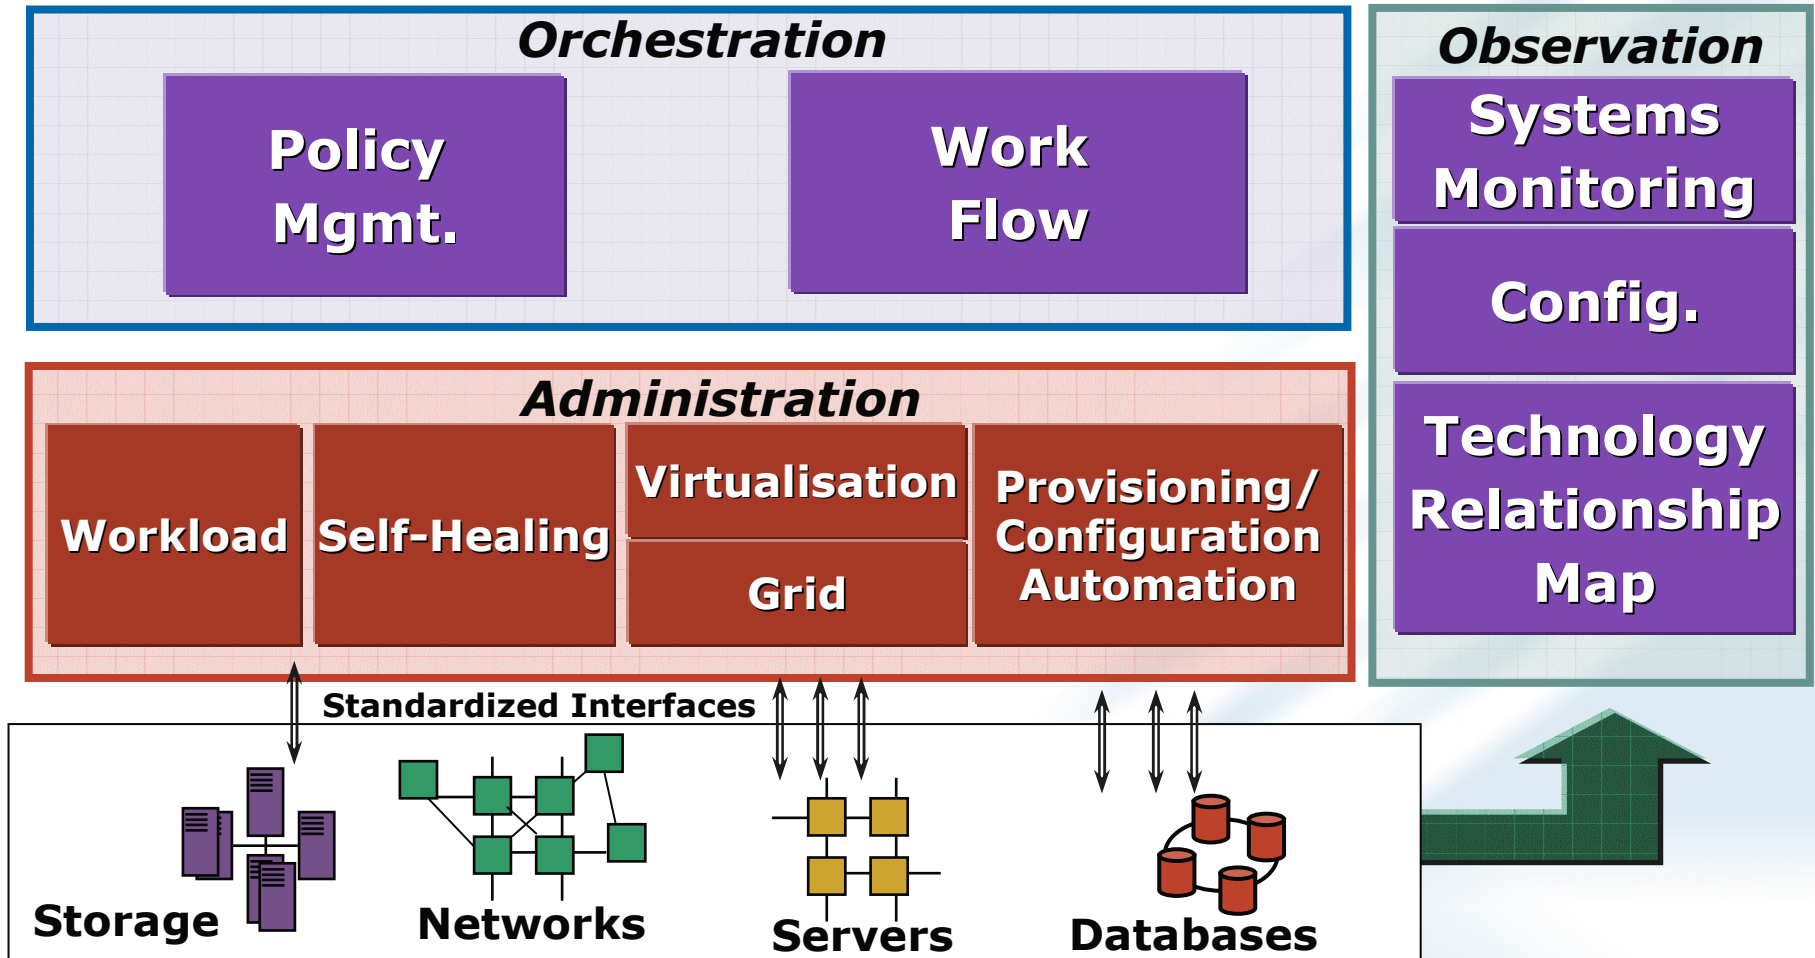 Orchestration
Policy
Mgmt.
Work
Flow
Observation
Systems
Monitoring
Config.
Technology
Relationship
Map
Administration
Workload
Self-Healing
Virtualisation
Grid
Provisioning/
Configuration
Automation
Standardized Interfaces
Storage
Networks
Servers
Databases